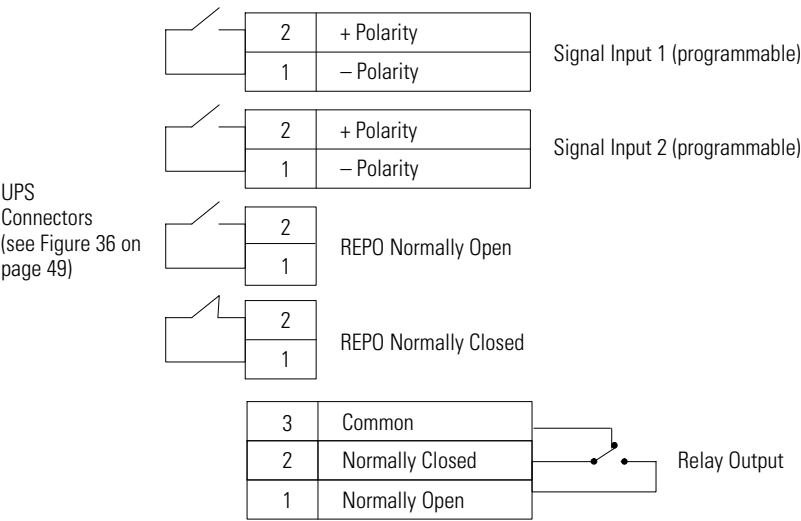 2 + Polarity
1 – Polarity
Signal Input 1 (programmable)
2 + Polarity
1 – Polarity
Signal Input 2 (programmable)
UPS
Connectors
(see Figure 36 on
page 49)
2
1
REPO Normally Open
2
1
REPO Normally Closed
3 Common
2 Normally Closed
1 Normally Open
Relay Output